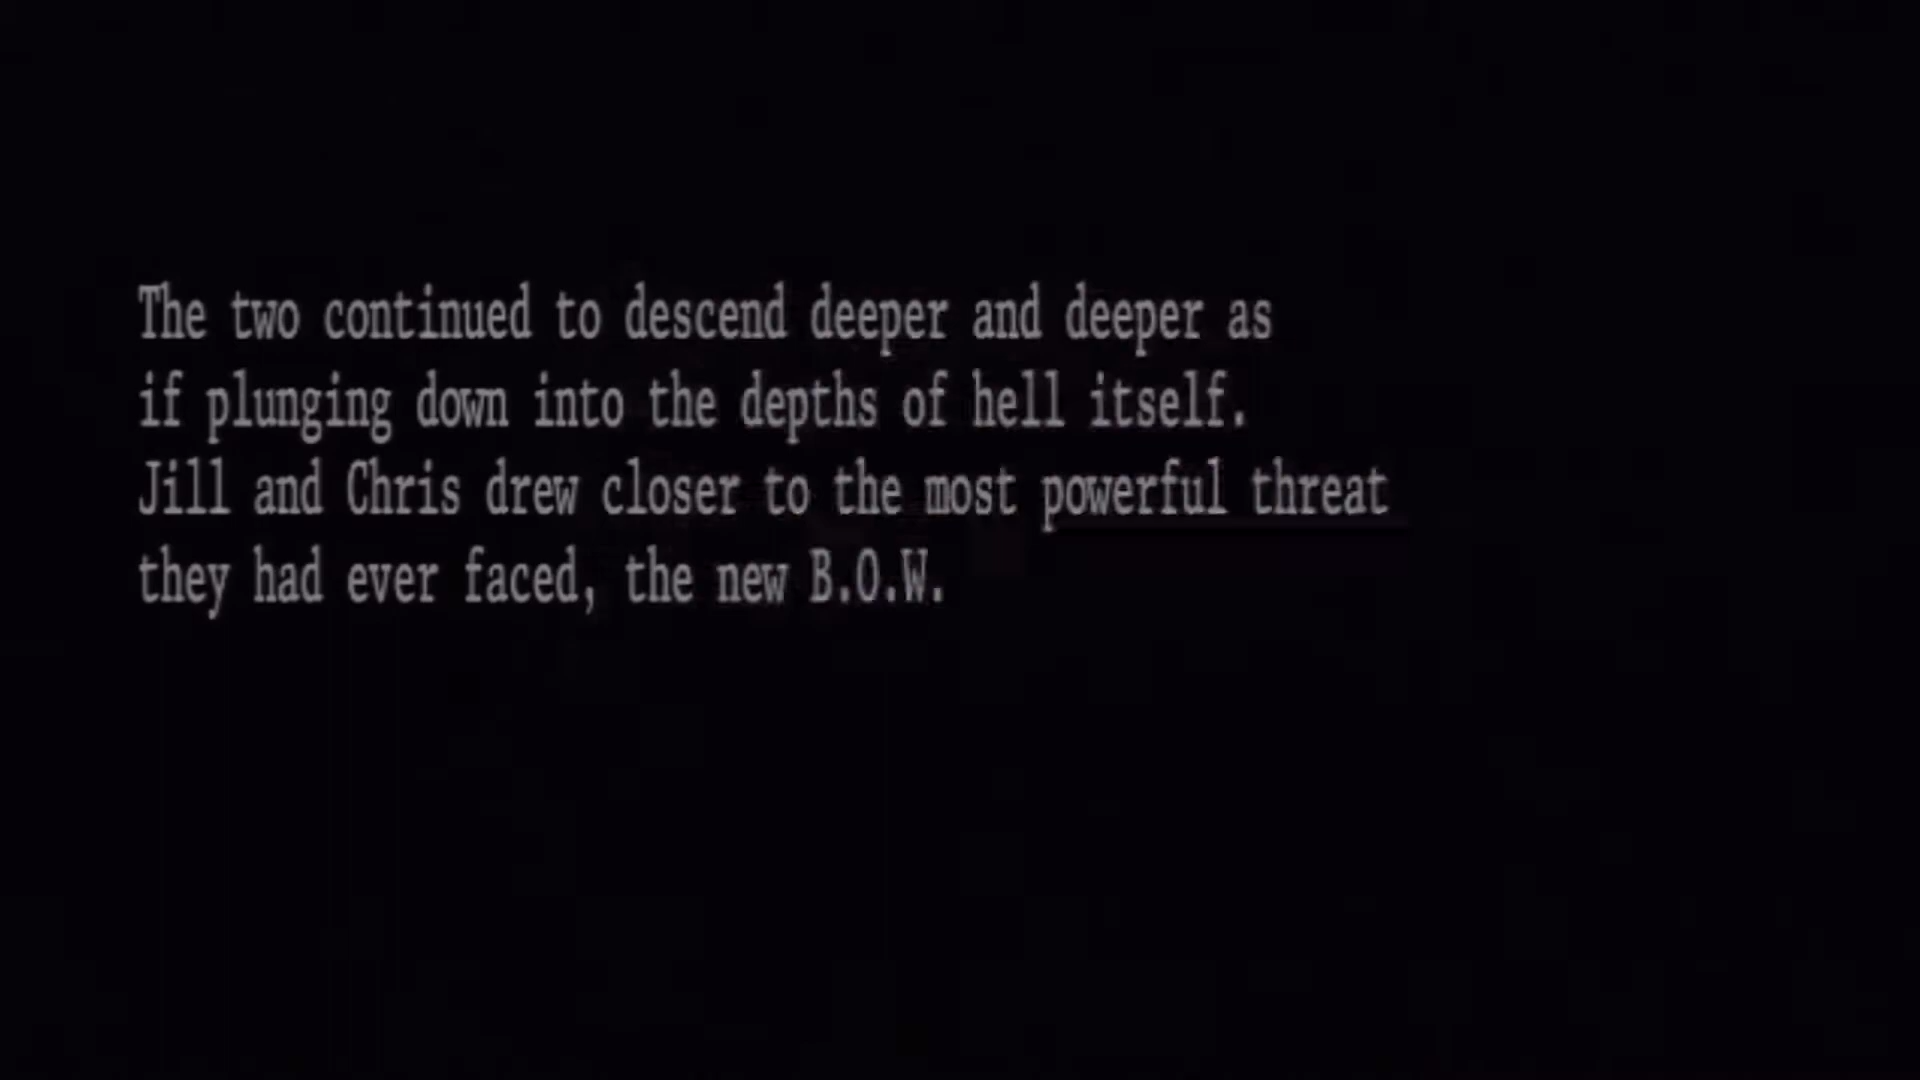 The two continued to descend deeper and deeper as
if plunging down into the depths of hell itself.
Jill and Chris drew closer to the most powerful threat
they had ever faced, the new B.O.W.